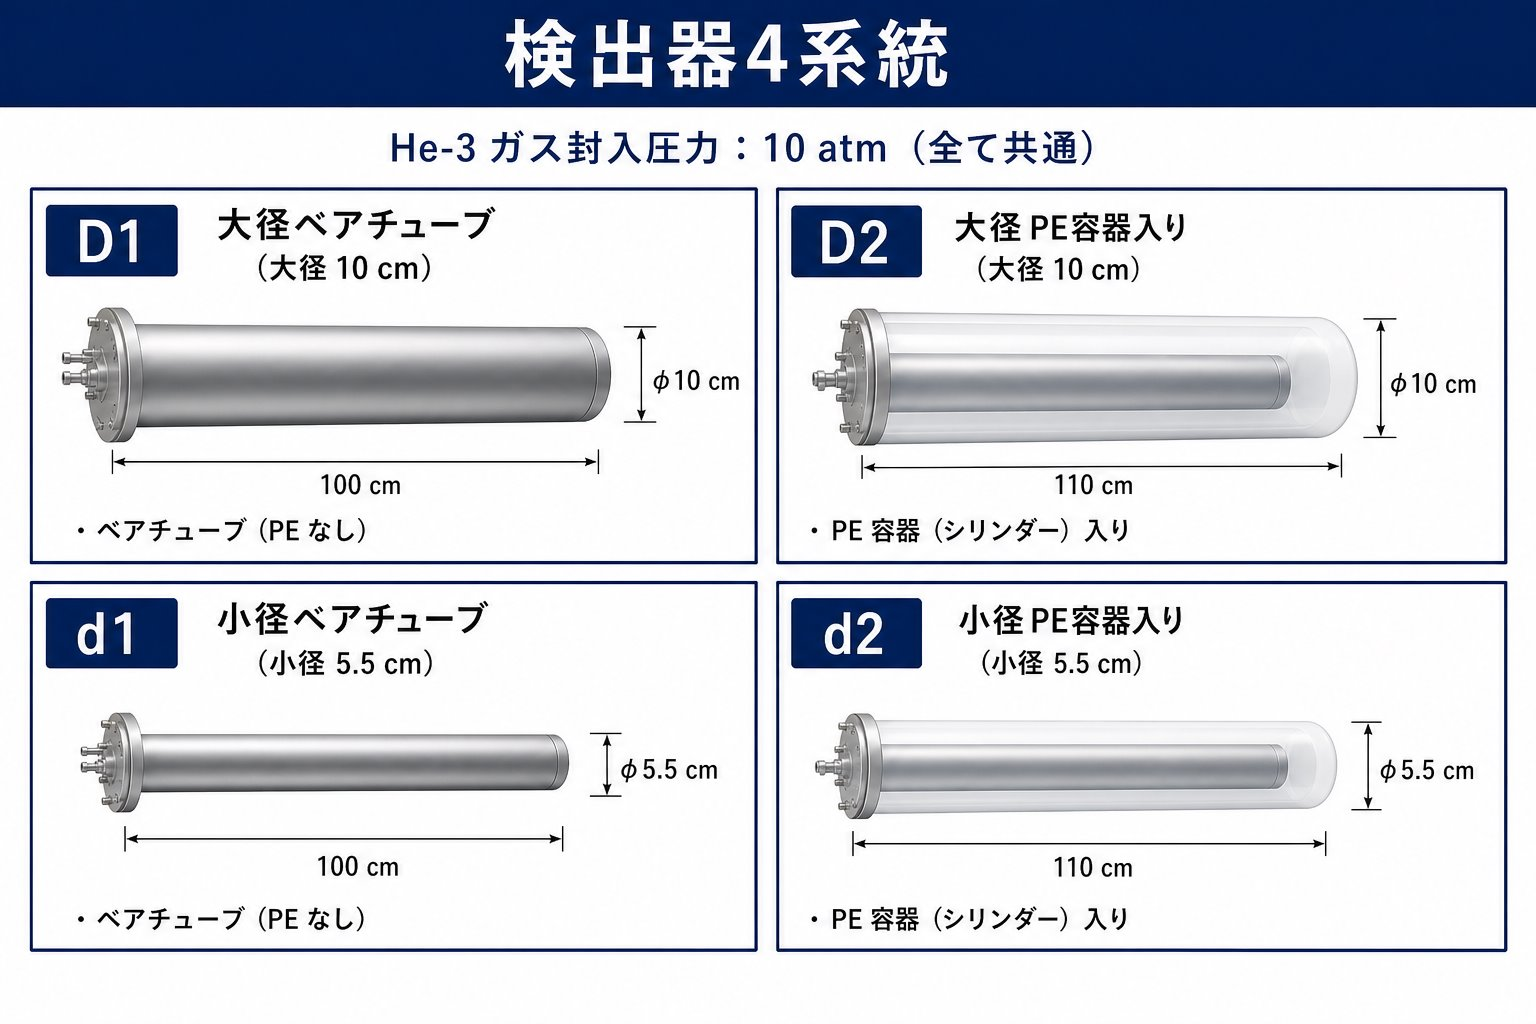 検出器4系統
He-3 ガス封入圧力：10 atm（全て共通）
D1
大径ベアチューブ
（大径 10 cm）
φ10 cm
100 cm
・ベアチューブ（PE なし）
D2
大径 PE容器入り
（大径 10 cm）
φ10 cm
110 cm
・PE 容器（シリンダー）入り
d1
小径ベアチューブ
（小径 5.5 cm）
φ5.5 cm
100 cm
・ベアチューブ（PE なし）
d2
小径 PE容器入り
（小径 5.5 cm）
φ5.5 cm
110 cm
・PE 容器（シリンダー）入り